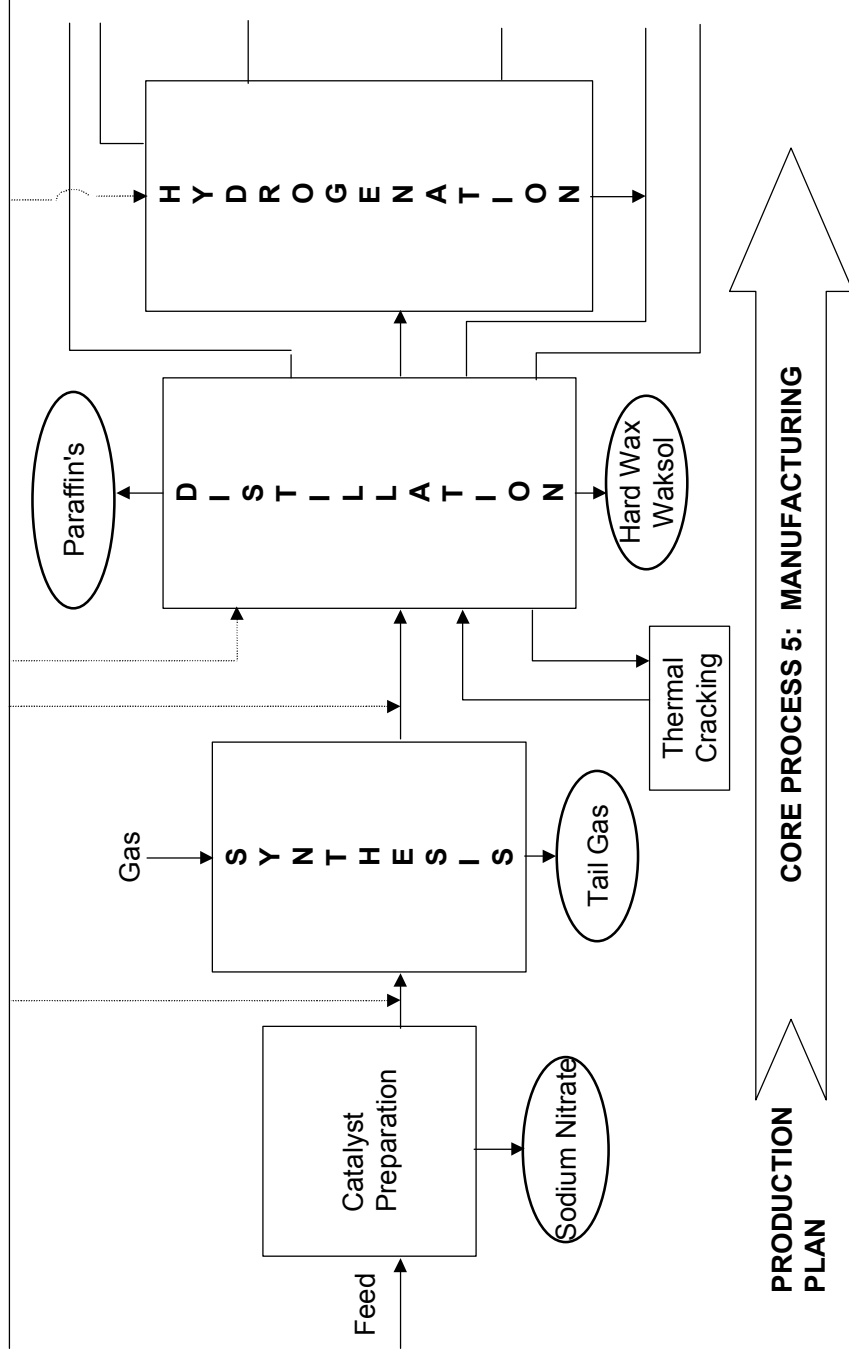 Feed
Catalyst
Preparation
Sodium Nitrate
Gas
SYNTHESIS
Tail Gas
Thermal
Cracking
Paraffin's
DISTILLATION
Hard Wax
Waksol
HYDROGENATION
PRODUCTION
PLAN
CORE PROCESS 5: MANUFACTURING